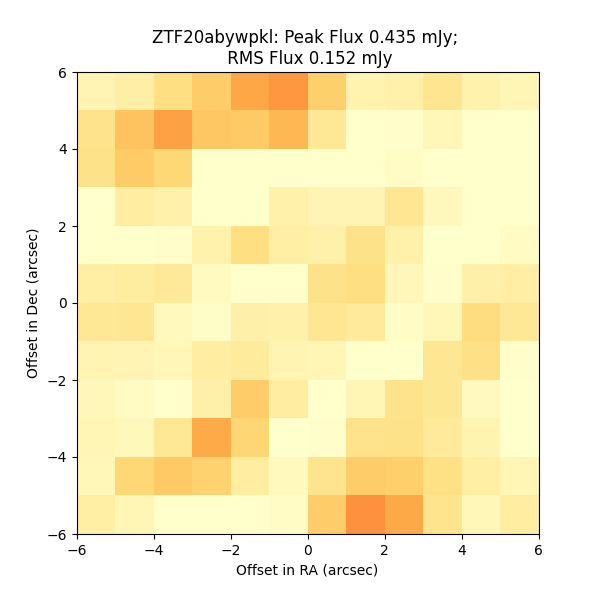 ZTF20abywpkl: Peak Flux 0.435 mJy;
RMS Flux 0.152 mJy
6
4
2
0
−2
−4
−6
Offset in Dec (arcsec)
−6 −4 −2 0 2 4 6
Offset in RA (arcsec)